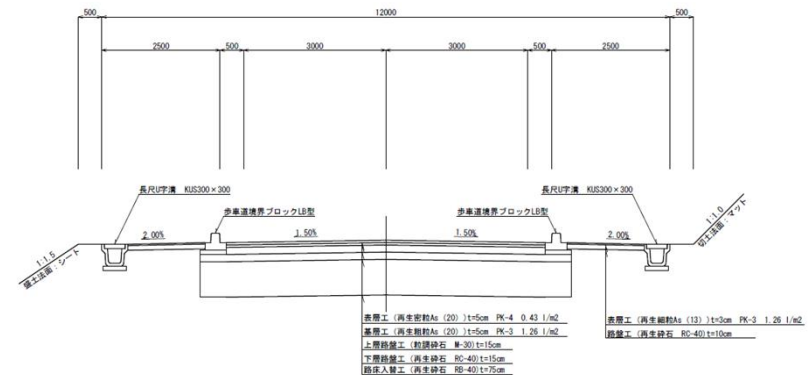 500 12000 500
2500 500 3000 3000 500 2500
長尺U字溝 KUS300×300
長尺U字溝 KUS300×300
歩車道境界ブロックLB型
歩車道境界ブロックLB型
2.00% 1.50% 1.50% 2.00%
1:1.5
盛土法面:シート
1:1.0
切土法面:マット
表層工 (再生密粒As (20) )t=5cm PK-4 0.43 l/m2
基層工 (再生粗粒As (20) )t=5cm PK-3 1.26 l/m2
上層路盤工 (粒調砕石 M-30)t=15cm
下層路盤工 (再生砕石 RC-40)t=15cm
路床入替工 (再生砕石 RB-40)t=75cm
表層工 (再生細粒As (13) )t=3cm PK-3 1.26 l/m2
路盤工 (再生砕石 RC-40)t=10cm